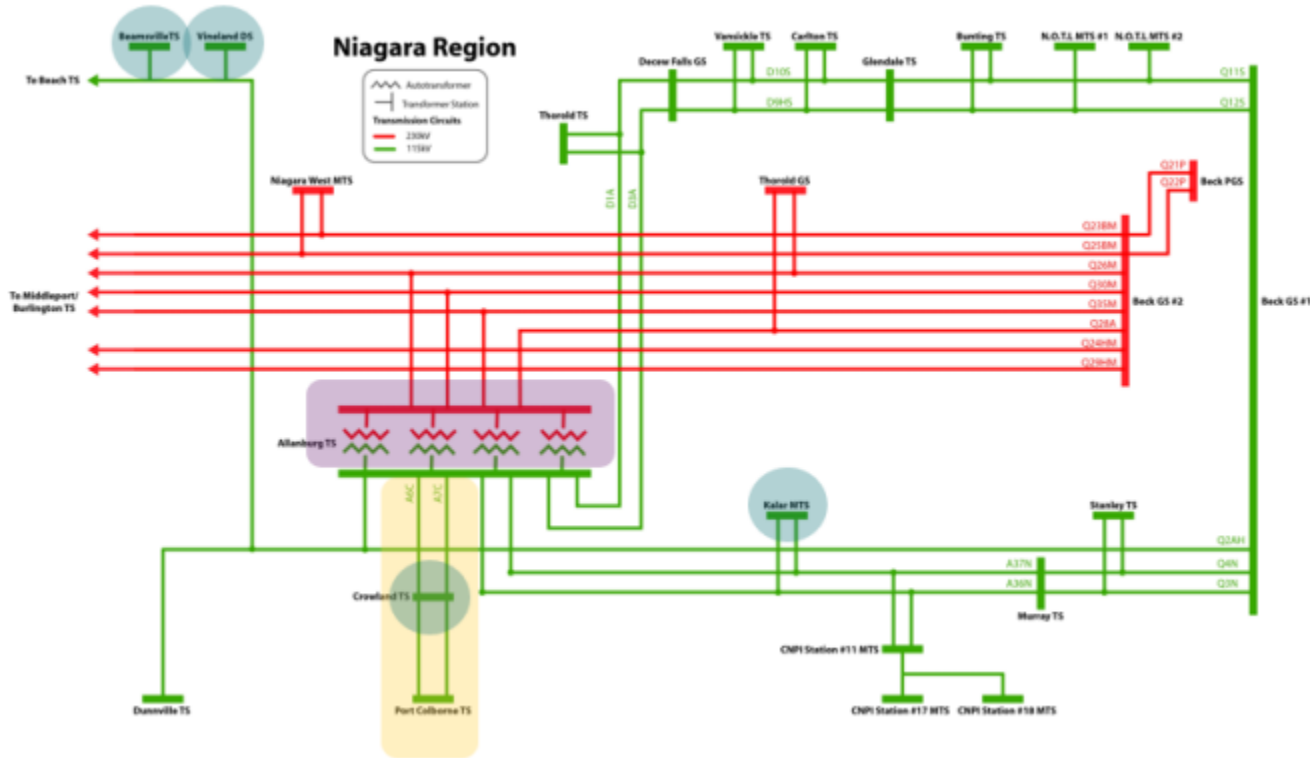 Beamsville TS
Vineland DS
To Beach TS
Niagara Region
Autotransformer
Transformer Station
Transmission Circuits
230kV
115kV
Vansickle TS
Carlton TS
Bunting TS
N.O.T.L MTS #1
N.O.T.L MTS #2
Decew Falls GS
D10S
Glendale TS
Q11S
D9HS
Q12S
Thorold TS
D1A
D3A
Niagara West MTS
Thorold GS
Q21P
Q22P
Beck PGS
Q23BM
Q25BM
Q26M
Q30M
To Middleport/
Burlington TS
Q35M
Beck GS #2
Beck GS #1
Q28A
Q24HM
Q29HM
Allanburg TS
A6C
A7C
Kalar MTS
Stanley TS
Q2AH
A37N
Q4N
A36N
Q3N
Crowland TS
Murray TS
CNPI Station #11 MTS
Dunnville TS
Port Colborne TS
CNPI Station #17 MTS
CNPI Station #18 MTS